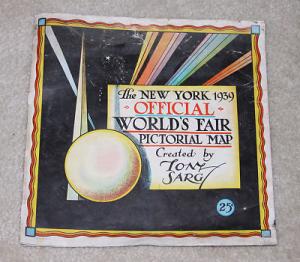 The NEW YORK 1939
OFFICIAL
WORLD'S FAIR
PICTORIAL MAP
Created by
TONY
SARG
25¢